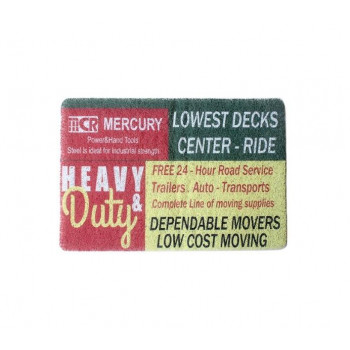 MCR MERCURY
Power&Hand Tools
Steel is ideal for industrial strength
LOWEST DECKS
CENTER - RIDE
HEAVY
& Duty
FREE 24 - Hour Road Service
Trailers. Auto - Transports
Complete Line of moving supplies
DEPENDABLE MOVERS
LOW COST MOVING